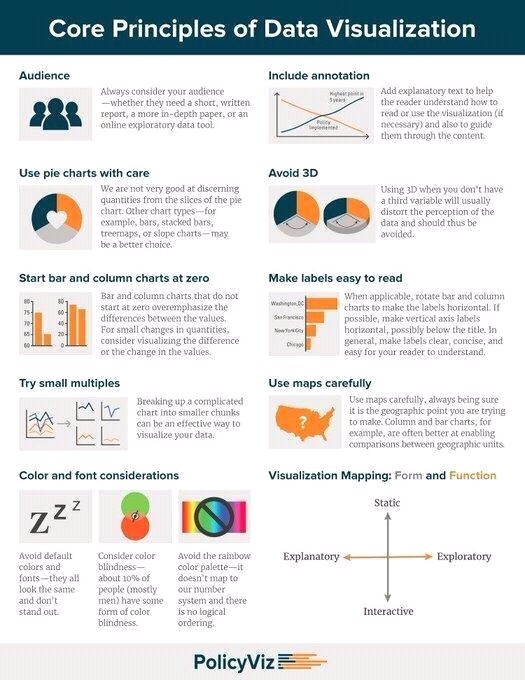 Core Principles of Data Visualization
Audience
Always consider your audience
—whether they need a short, written
report, a more in-depth paper, or an
online exploratory data tool.
Include annotation
Highest point in
5 years
Policy
Implemented
Add explanatory text to help
the reader understand how to
read or use the visualization (if
necessary) and also to guide
them through the content.
Use pie charts with care
We are not very good at discerning
quantities from the slices of the pie
chart. Other chart types—for
example, bars, stacked bars,
treemaps, or slope charts—may
be a better choice.
Avoid 3D
Using 3D when you don't have
a third variable will usually
distort the perception of the
data and should thus be
avoided.
Start bar and column charts at zero
80
75
70
65
60
80
60
40
20
0
Bar and column charts that do not
start at zero overemphasize the
differences between the values.
For small changes in quantities,
consider visualizing the difference
or the change in the values.
Make labels easy to read
Washington, DC
San Francisco
New York City
Chicago
When applicable, rotate bar and column
charts to make the labels horizontal. If
possible, make vertical axis labels
horizontal, possibly below the title. In
general, make labels clear, concise, and
easy for your reader to understand.
Try small multiples
Breaking up a complicated
chart into smaller chunks
can be an effective way to
visualize your data.
Use maps carefully
?
Use maps carefully, always being sure
it is the geographic point you are trying
to make. Column and bar charts, for
example, are often better at enabling
comparisons between geographic units.
Color and font considerations
Z z z
Avoid default
colors and
fonts—they all
look the same
and don't
stand out.
Consider color
blindness—
about 10% of
people (mostly
men) have some
form of color
blindness.
Avoid the rainbow
color palette—it
doesn't map to
our number
system and there
is no logical
ordering.
Visualization Mapping: Form and Function
Static
Explanatory
Exploratory
Interactive
PolicyViz